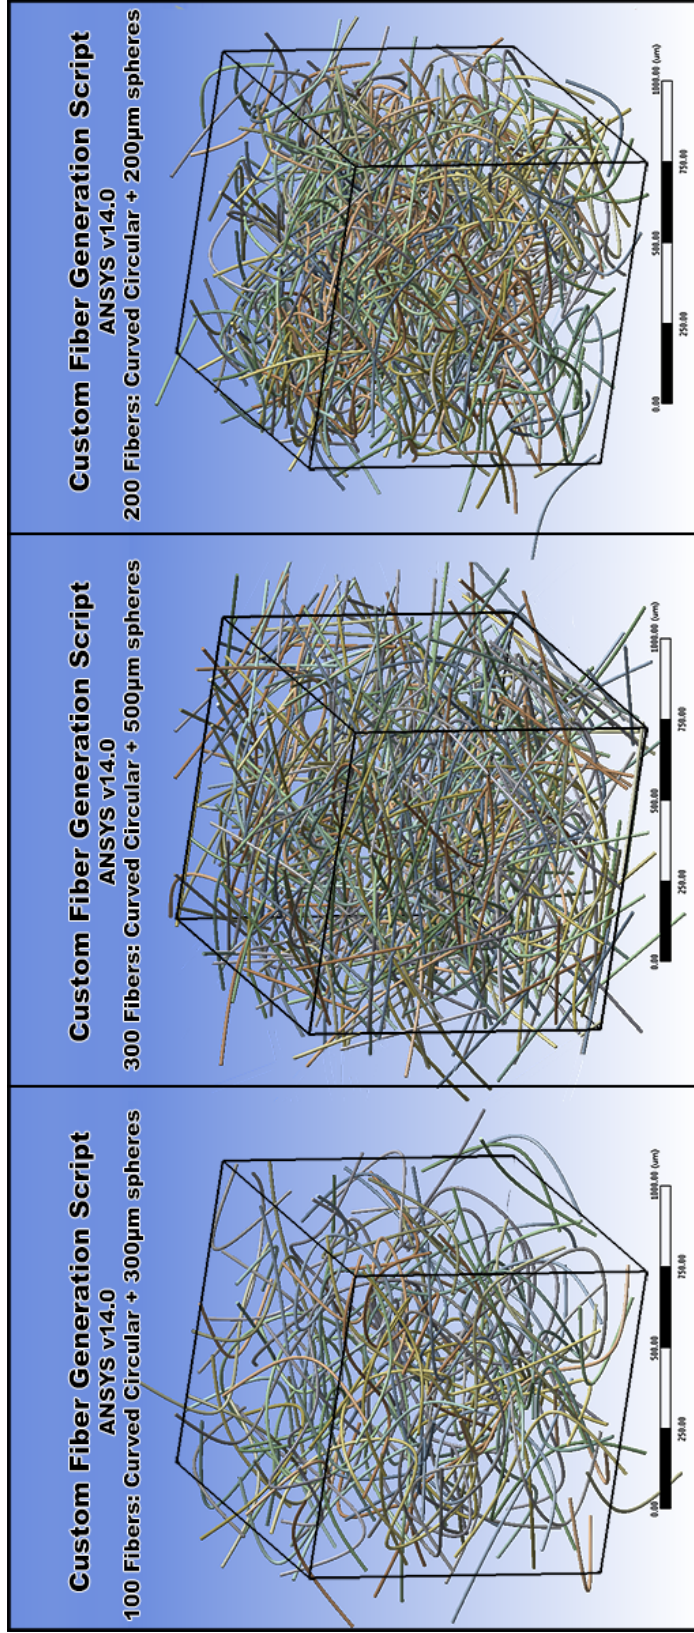 Custom Fiber Generation Script
ANSYS v14.0
100 Fibers: Curved Circular + 300µm spheres
0.00 500.00 1000.00 (um)
250.00 750.00
Custom Fiber Generation Script
ANSYS v14.0
300 Fibers: Curved Circular + 500µm spheres
0.00 500.00 1000.00 (um)
250.00 750.00
Custom Fiber Generation Script
ANSYS v14.0
200 Fibers: Curved Circular + 200µm spheres
0.00 500.00 1000.00 (um)
250.00 750.00